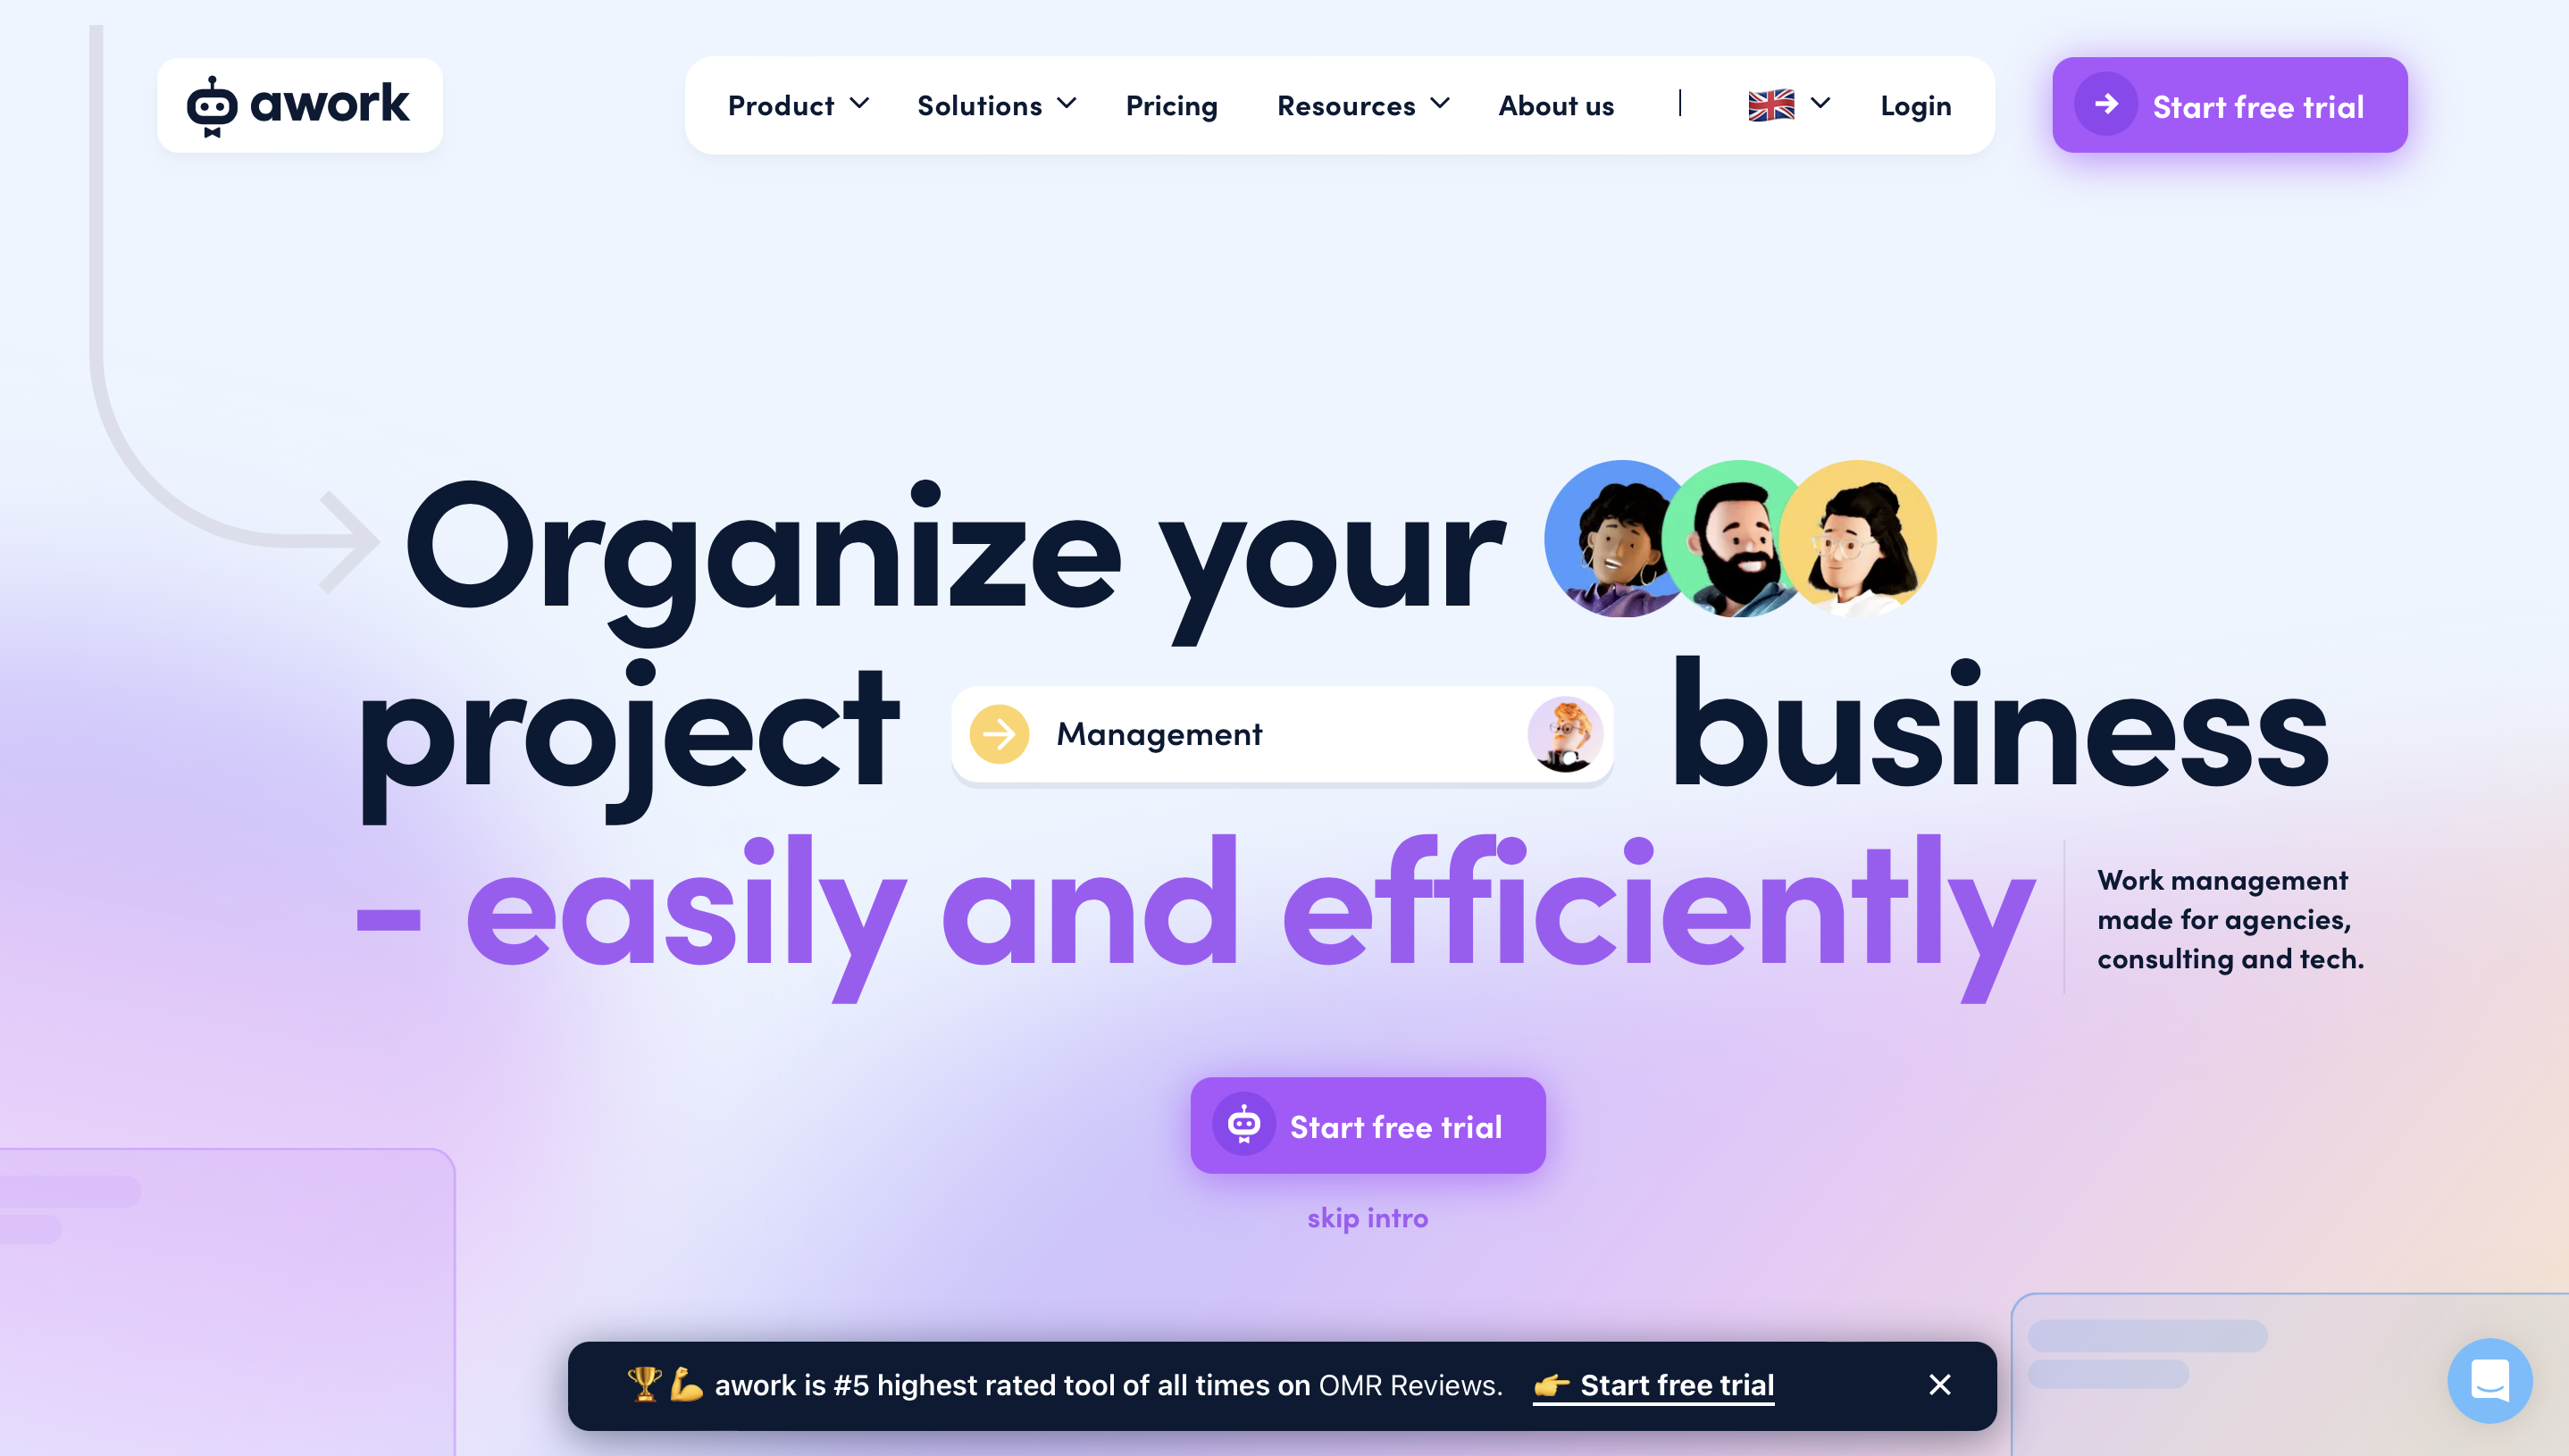 awork
Product Solutions Pricing Resources About us | Login
Start free trial
Organize your
project Management business
- easily and efficiently
Work management
made for agencies,
consulting and tech.
Start free trial
skip intro
🏆💪 awork is #5 highest rated tool of all times on OMR Reviews. 👉 Start free trial